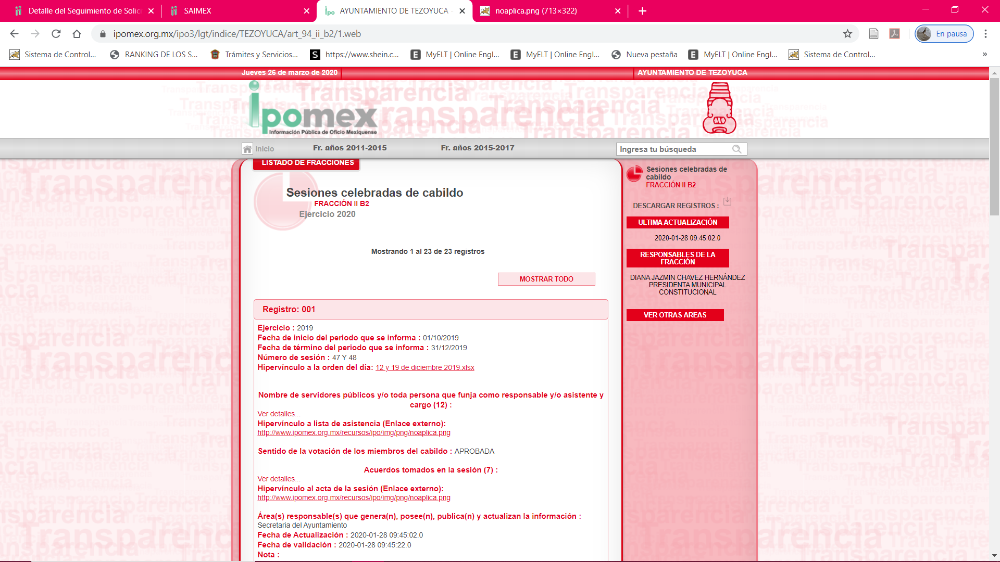 Detalle del Seguimiento de Solici
SAIMEX
AYUNTAMIENTO DE TEZOYUCA -
noaplica.png (713×322)
ipomex.org.mx/ipo3/lgt/indice/TEZOYUCA/art_94_ii_b2/1.web
En pausa
Sistema de Control...
RANKING DE LOS S...
Trámites y Servicios...
https://www.shein.c...
MyELT | Online Engl...
MyELT | Online Engl...
Nueva pestaña
MyELT | Online Engl...
Sistema de Control...
»
Jueves 26 de marzo de 2020
AYUNTAMIENTO DE TEZOYUCA
Transparencia
ipomex
Información Pública de Oficio Mexiquense
Inicio
Fr. años 2011-2015
Fr. años 2015-2017
Ingresa tu búsqueda
LISTADO DE FRACCIONES
Sesiones celebradas de cabildo
FRACCIÓN II B2
Ejercicio 2020
Mostrando 1 al 23 de 23 registros
MOSTRAR TODO
Registro: 001
Ejercicio : 2019
Fecha de inicio del periodo que se informa : 01/10/2019
Fecha de término del periodo que se informa : 31/12/2019
Número de sesión : 47 Y 48
Hipervínculo a la orden del día: 12 y 19 de diciembre 2019.xlsx
Nombre de servidores públicos y/o toda persona que funja como responsable y/o asistente y
cargo (12) :
Ver detalles...
Hipervínculo a lista de asistencia (Enlace externo):
http://www.ipomex.org.mx/recursos/ipo/img/png/noaplica.png
Sentido de la votación de los miembros del cabildo : APROBADA
Acuerdos tomados en la sesión (7) :
Ver detalles...
Hipervínculo al acta de la sesión (Enlace externo):
http://www.ipomex.org.mx/recursos/ipo/img/png/noaplica.png
Área(s) responsable(s) que genera(n), posee(n), publica(n) y actualizan la información :
Secretaria del Ayuntamiento
Fecha de Actualización : 2020-01-28 09:45:02.0
Fecha de validación : 2020-01-28 09:45:22.0
Nota :
Sesiones celebradas de
cabildo
FRACCIÓN II B2
DESCARGAR REGISTROS :
ULTIMA ACTUALIZACIÓN
2020-01-28 09:45:02.0
RESPONSABLES DE LA
FRACCIÓN
DIANA JAZMIN CHAVEZ HERNÁNDEZ
PRESIDENTA MUNICIPAL
CONSTITUCIONAL
VER OTRAS AREAS